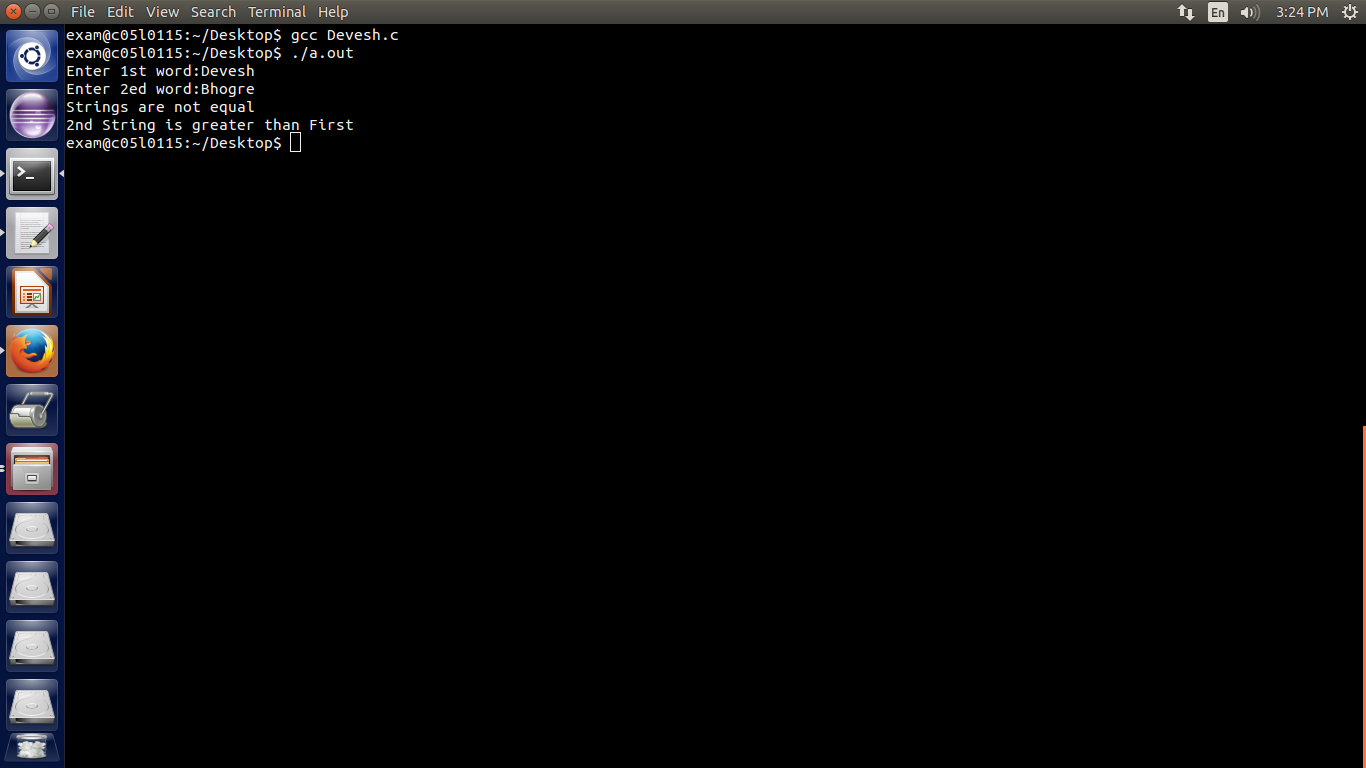 File Edit View Search Terminal Help
En
3:24 PM
exam@c05l0115:~/Desktop$ gcc Devesh.c
exam@c05l0115:~/Desktop$ ./a.out
Enter 1st word:Devesh
Enter 2ed word:Bhogre
Strings are not equal
2nd String is greater than First
exam@c05l0115:~/Desktop$